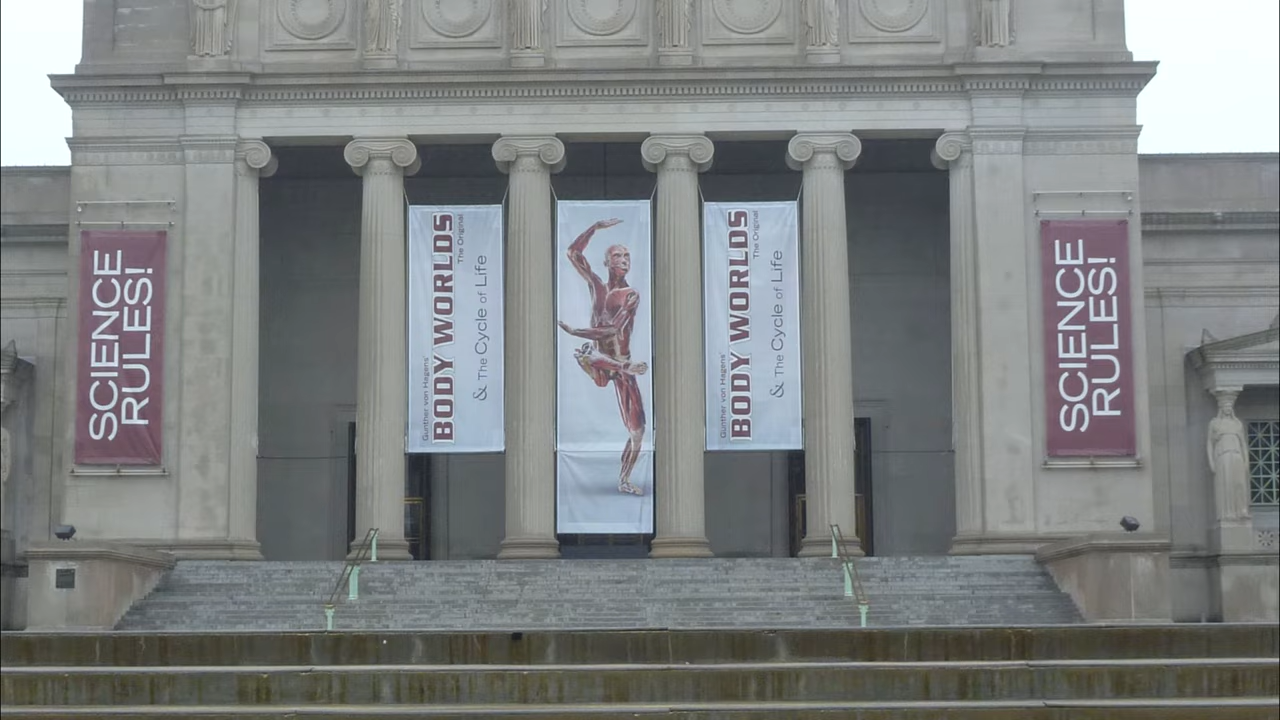 SCIENCE
RULES!
Gunther von Hagens'
BODY WORLDS
The Original
& The Cycle of Life
Gunther von Hagens'
BODY WORLDS
The Original
& The Cycle of Life
SCIENCE
RULES!